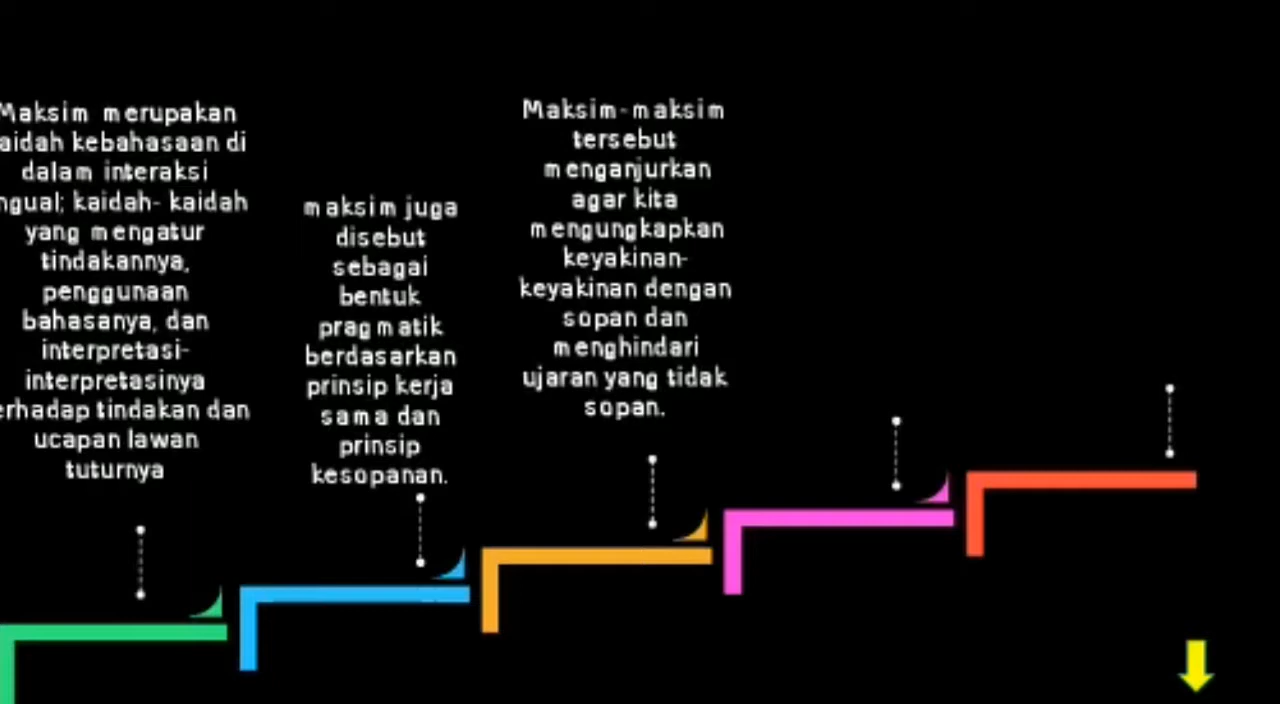 Maksim merupakan
aidah kebahasaan di
dalam interaksi
ngual; kaidah- kaidah
yang mengatur
tindakannya,
penggunaan
bahasanya, dan
interpretasi-
interpretasinya
erhadap tindakan dan
ucapan lawan
tuturnya
maksim juga
disebut
sebagai
bentuk
pragmatik
berdasarkan
prinsip kerja
sama dan
prinsip
kesopanan.
Maksim-maksim
tersebut
menganjurkan
agar kita
mengungkapkan
keyakinan-
keyakinan dengan
sopan dan
menghindari
ujaran yang tidak
sopan.